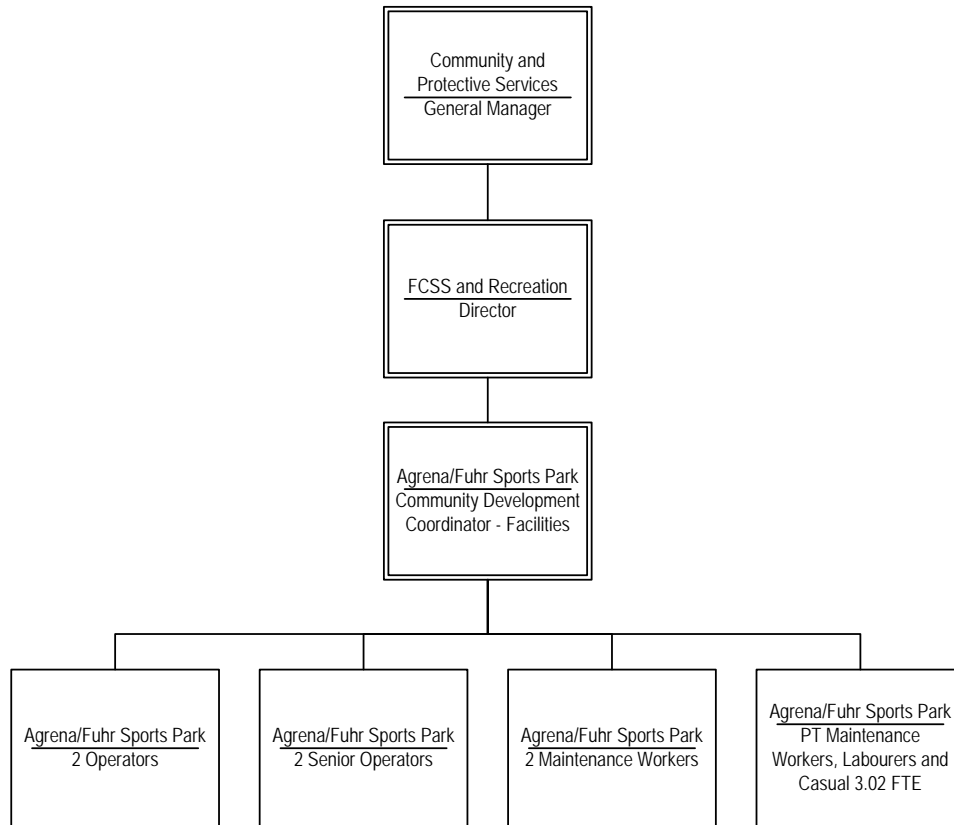 Community and
Protective Services
General Manager
FCSS and Recreation
Director
Agrena/Fuhr Sports Park
Community Development
Coordinator - Facilities
Agrena/Fuhr Sports Park
2 Operators
Agrena/Fuhr Sports Park
2 Senior Operators
Agrena/Fuhr Sports Park
2 Maintenance Workers
Agrena/Fuhr Sports Park
PT Maintenance
Workers, Labourers and
Casual 3.02 FTE